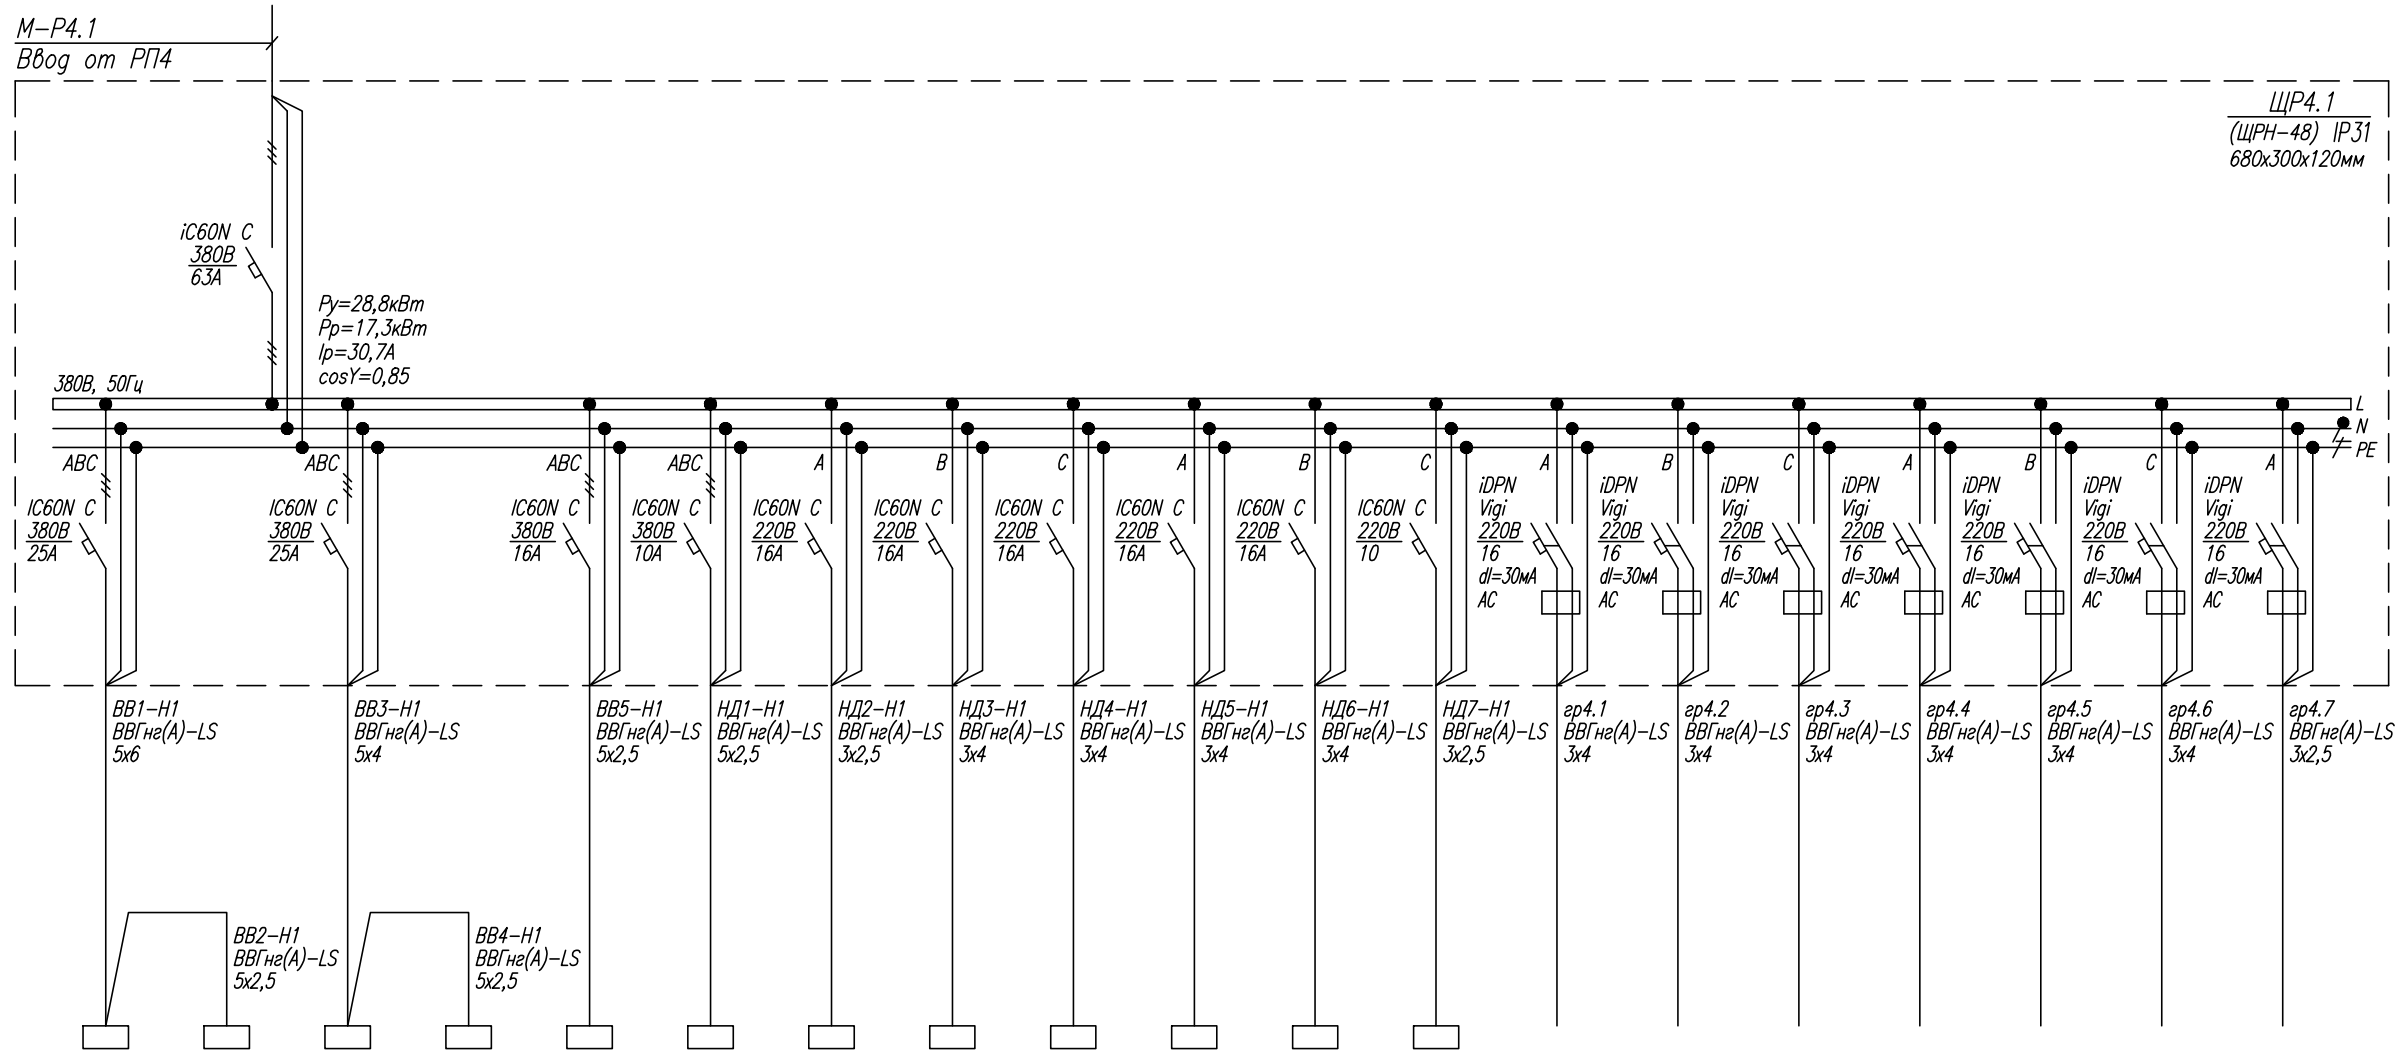 М-Р4.1
Ввод от РП4
ЩР4.1
(ЩРН-48) IP31
680х300х120мм
iC60N C
380В
63А
Ру=28,8кВт
Рр=17,3кВт
Iр=30,7А
cosY=0,85
380В, 50Гц
L
N
PE
ABC
IC60N C
380В
25А
ВВ1-Н1
ВВГнг(А)-LS
5х6
ВВ2-Н1
ВВГнг(А)-LS
5х2,5
ABC
IC60N C
380В
25А
ВВ3-Н1
ВВГнг(А)-LS
5х4
ВВ4-Н1
ВВГнг(А)-LS
5х2,5
ABC
IC60N C
380В
16А
ВВ5-Н1
ВВГнг(А)-LS
5х2,5
ABC
IC60N C
380В
10А
НД1-Н1
ВВГнг(А)-LS
5х2,5
A
IC60N C
220В
16А
НД2-Н1
ВВГнг(А)-LS
3х2,5
B
IC60N C
220В
16А
НД3-Н1
ВВГнг(А)-LS
3х4
C
IC60N C
220В
16А
НД4-Н1
ВВГнг(А)-LS
3х4
A
IC60N C
220В
16А
НД5-Н1
ВВГнг(А)-LS
3х4
B
IC60N C
220В
16А
НД6-Н1
ВВГнг(А)-LS
3х4
C
IC60N C
220В
10
НД7-Н1
ВВГнг(А)-LS
3х2,5
A
iDPN
Vigi
220В
16
dI=30мА
AC
гр4.1
ВВГнг(А)-LS
3х4
B
iDPN
Vigi
220В
16
dI=30мА
AC
гр4.2
ВВГнг(А)-LS
3х4
C
iDPN
Vigi
220В
16
dI=30мА
AC
гр4.3
ВВГнг(А)-LS
3х4
A
iDPN
Vigi
220В
16
dI=30мА
AC
гр4.4
ВВГнг(А)-LS
3х4
B
iDPN
Vigi
220В
16
dI=30мА
AC
гр4.5
ВВГнг(А)-LS
3х4
C
iDPN
Vigi
220В
16
dI=30мА
AC
гр4.6
ВВГнг(А)-LS
3х4
A
iDPN
Vigi
220В
16
dI=30мА
AC
гр4.7
ВВГнг(А)-LS
3х2,5